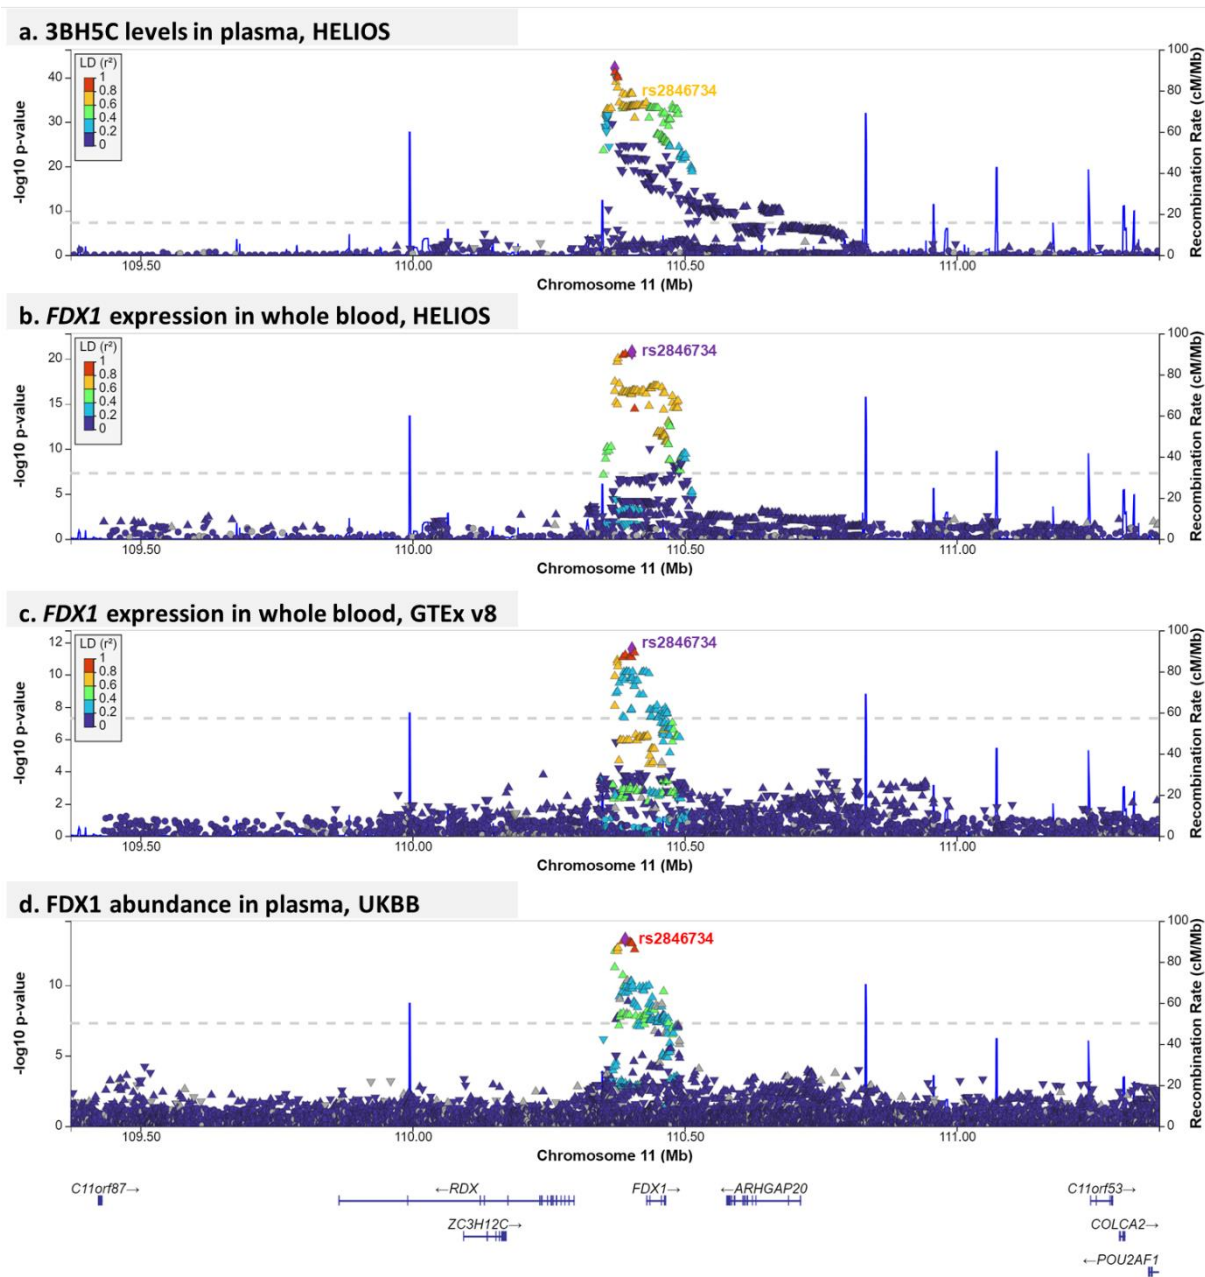 a. 3BH5C levels in plasma, HELIOS
LD (r²)
1
0.8
0.6
0.4
0.2
0
rs2846734
40
30
20
10
0
-log10 p-value
100
80
60
40
20
0
Recombination Rate (cM/Mb)
109.50 110.00 110.50 111.00
Chromosome 11 (Mb)
b. FDX1 expression in whole blood, HELIOS
LD (r²)
1
0.8
0.6
0.4
0.2
0
rs2846734
20
15
10
5
0
-log10 p-value
100
80
60
40
20
0
Recombination Rate (cM/Mb)
109.50 110.00 110.50 111.00
Chromosome 11 (Mb)
c. FDX1 expression in whole blood, GTEx v8
LD (r²)
1
0.8
0.6
0.4
0.2
0
rs2846734
12
10
8
6
4
2
0
-log10 p-value
100
80
60
40
20
0
Recombination Rate (cM/Mb)
109.50 110.00 110.50 111.00
Chromosome 11 (Mb)
d. FDX1 abundance in plasma, UKBB
rs2846734
10
5
0
-log10 p-value
100
80
60
40
20
0
Recombination Rate (cM/Mb)
109.50 110.00 110.50 111.00
Chromosome 11 (Mb)
C11orf87→ ←RDX FDX1→ ←ARHGAP20 C11orf53→
ZC3H12C→ COLCA2→
←POU2AF1